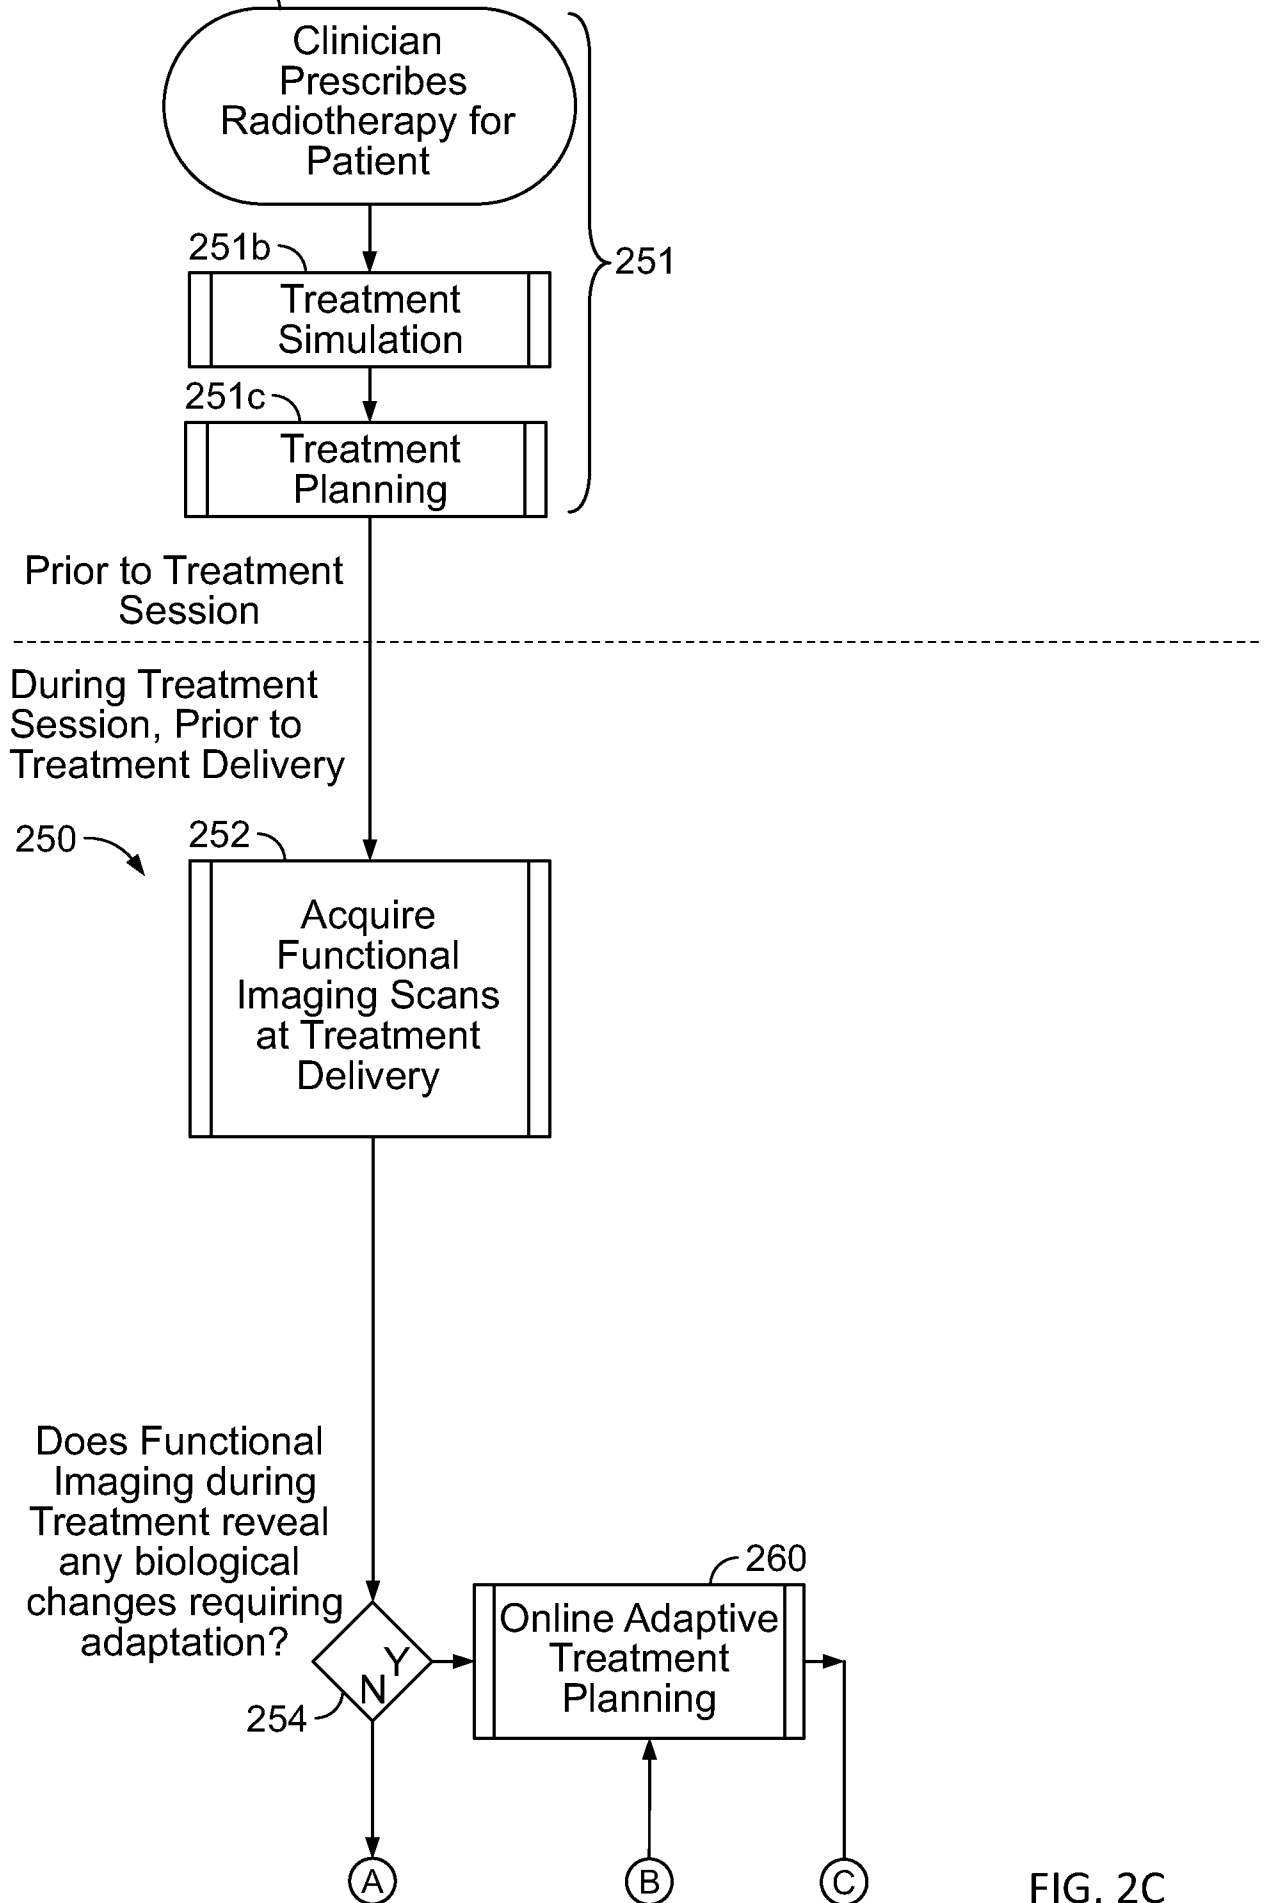 Clinician
Prescribes
Radiotherapy for
Patient
251b
251
Treatment
Simulation
251c
Treatment
Planning
Prior to Treatment
Session
During Treatment
Session, Prior to
Treatment Delivery
250
252
Acquire
Functional
Imaging Scans
at Treatment
Delivery
Does Functional
Imaging during
Treatment reveal
any biological
changes requiring
adaptation?
Y
N
254
260
Online Adaptive
Treatment
Planning
A
B
C
FIG. 2C